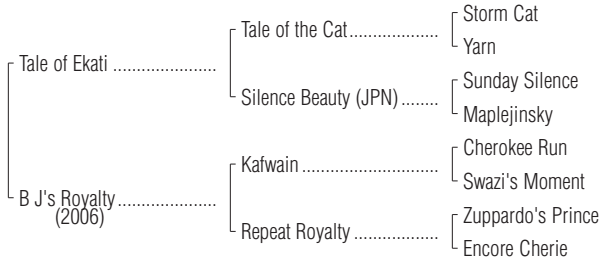 Storm Cat
Tale of the Cat....................
Yarn
Tale of Ekati .......................
Sunday Silence
Silence Beauty (JPN) ........
Maplejinsky
Cherokee Run
Kafwain ..............................
Swazi's Moment
B J's Royalty ......................
(2006)
Zuppardo's Prince
Repeat Royalty ...................
Encore Cherie